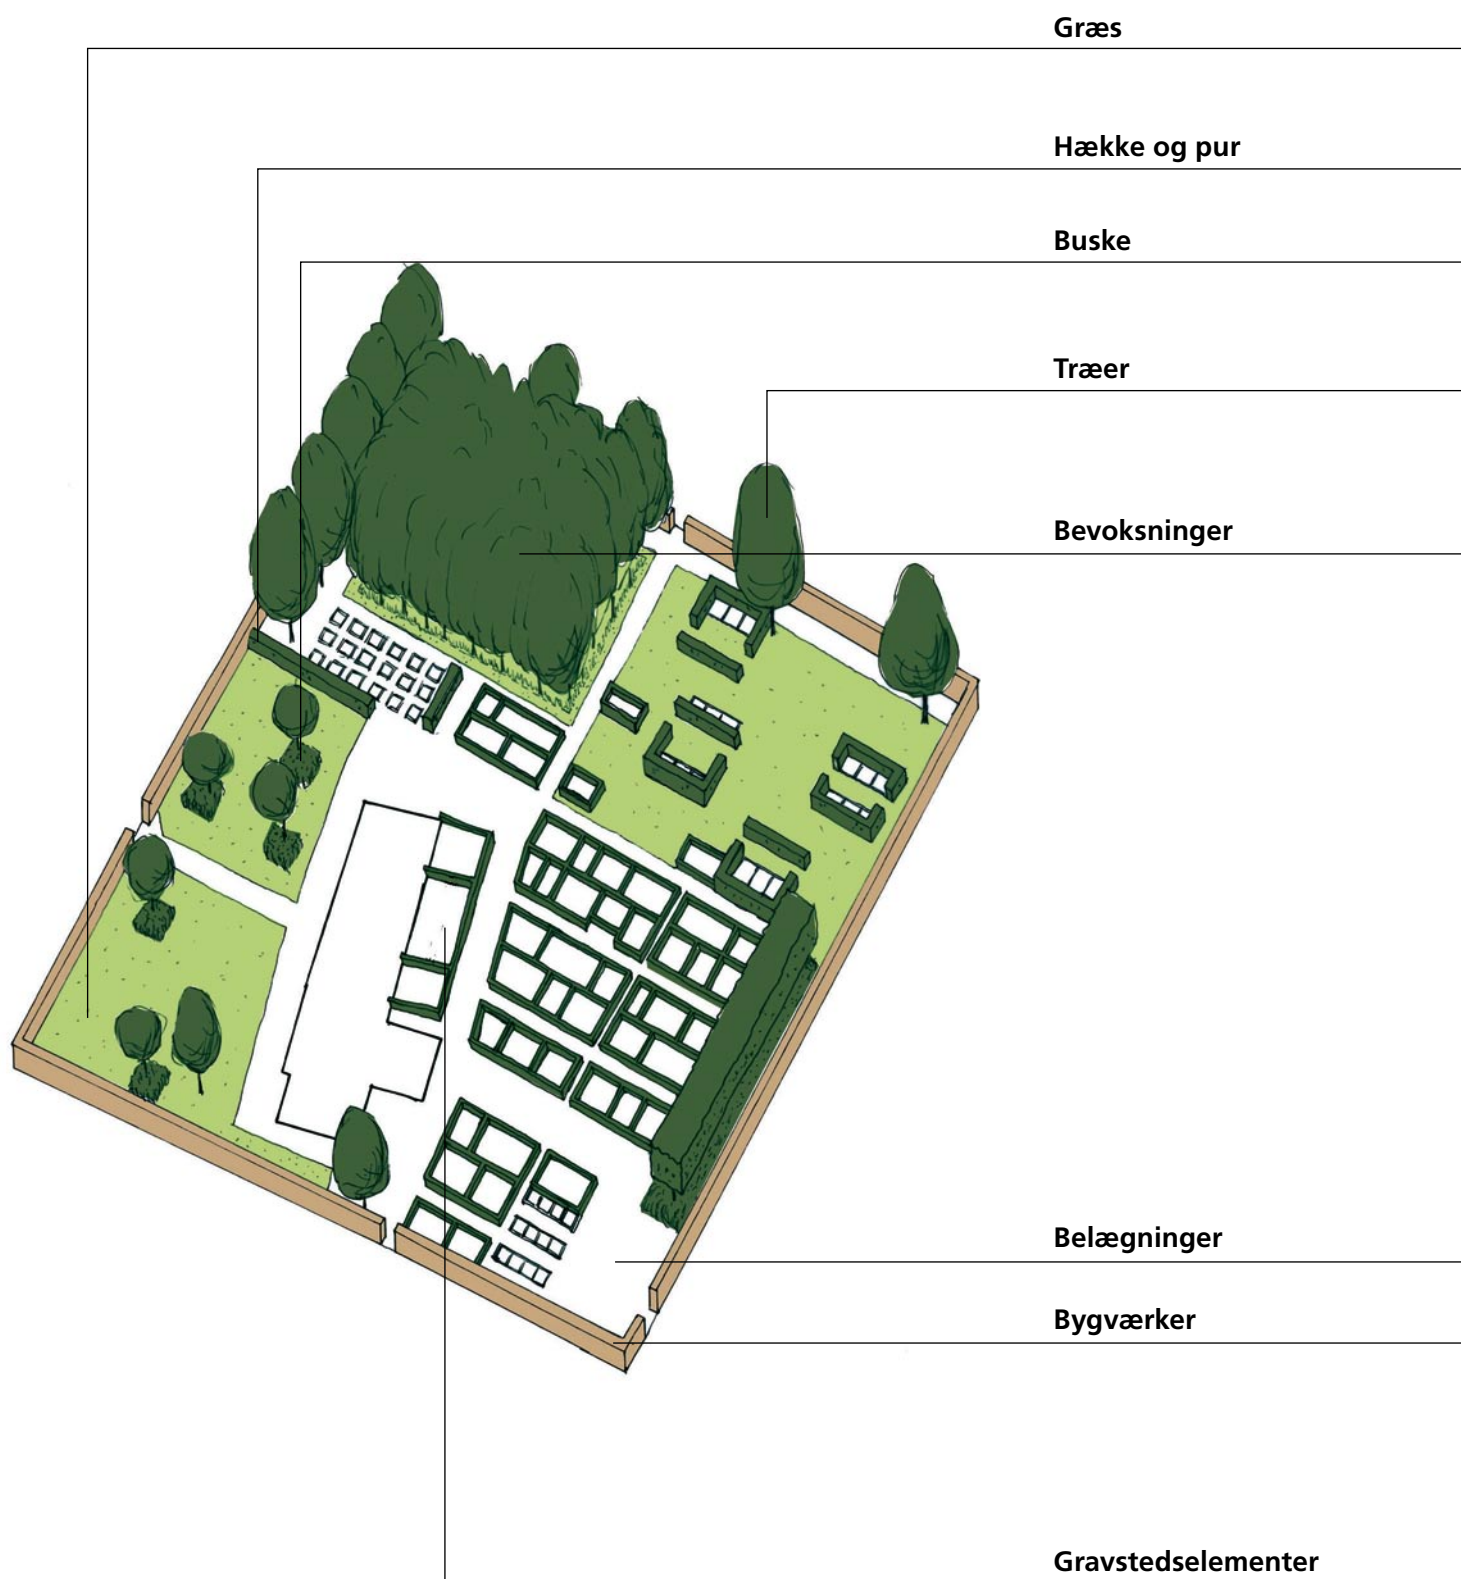 Græs
Hække og pur
Buske
Træer
Bevoksninger
Belægninger
Bygværker
Gravstedselementer